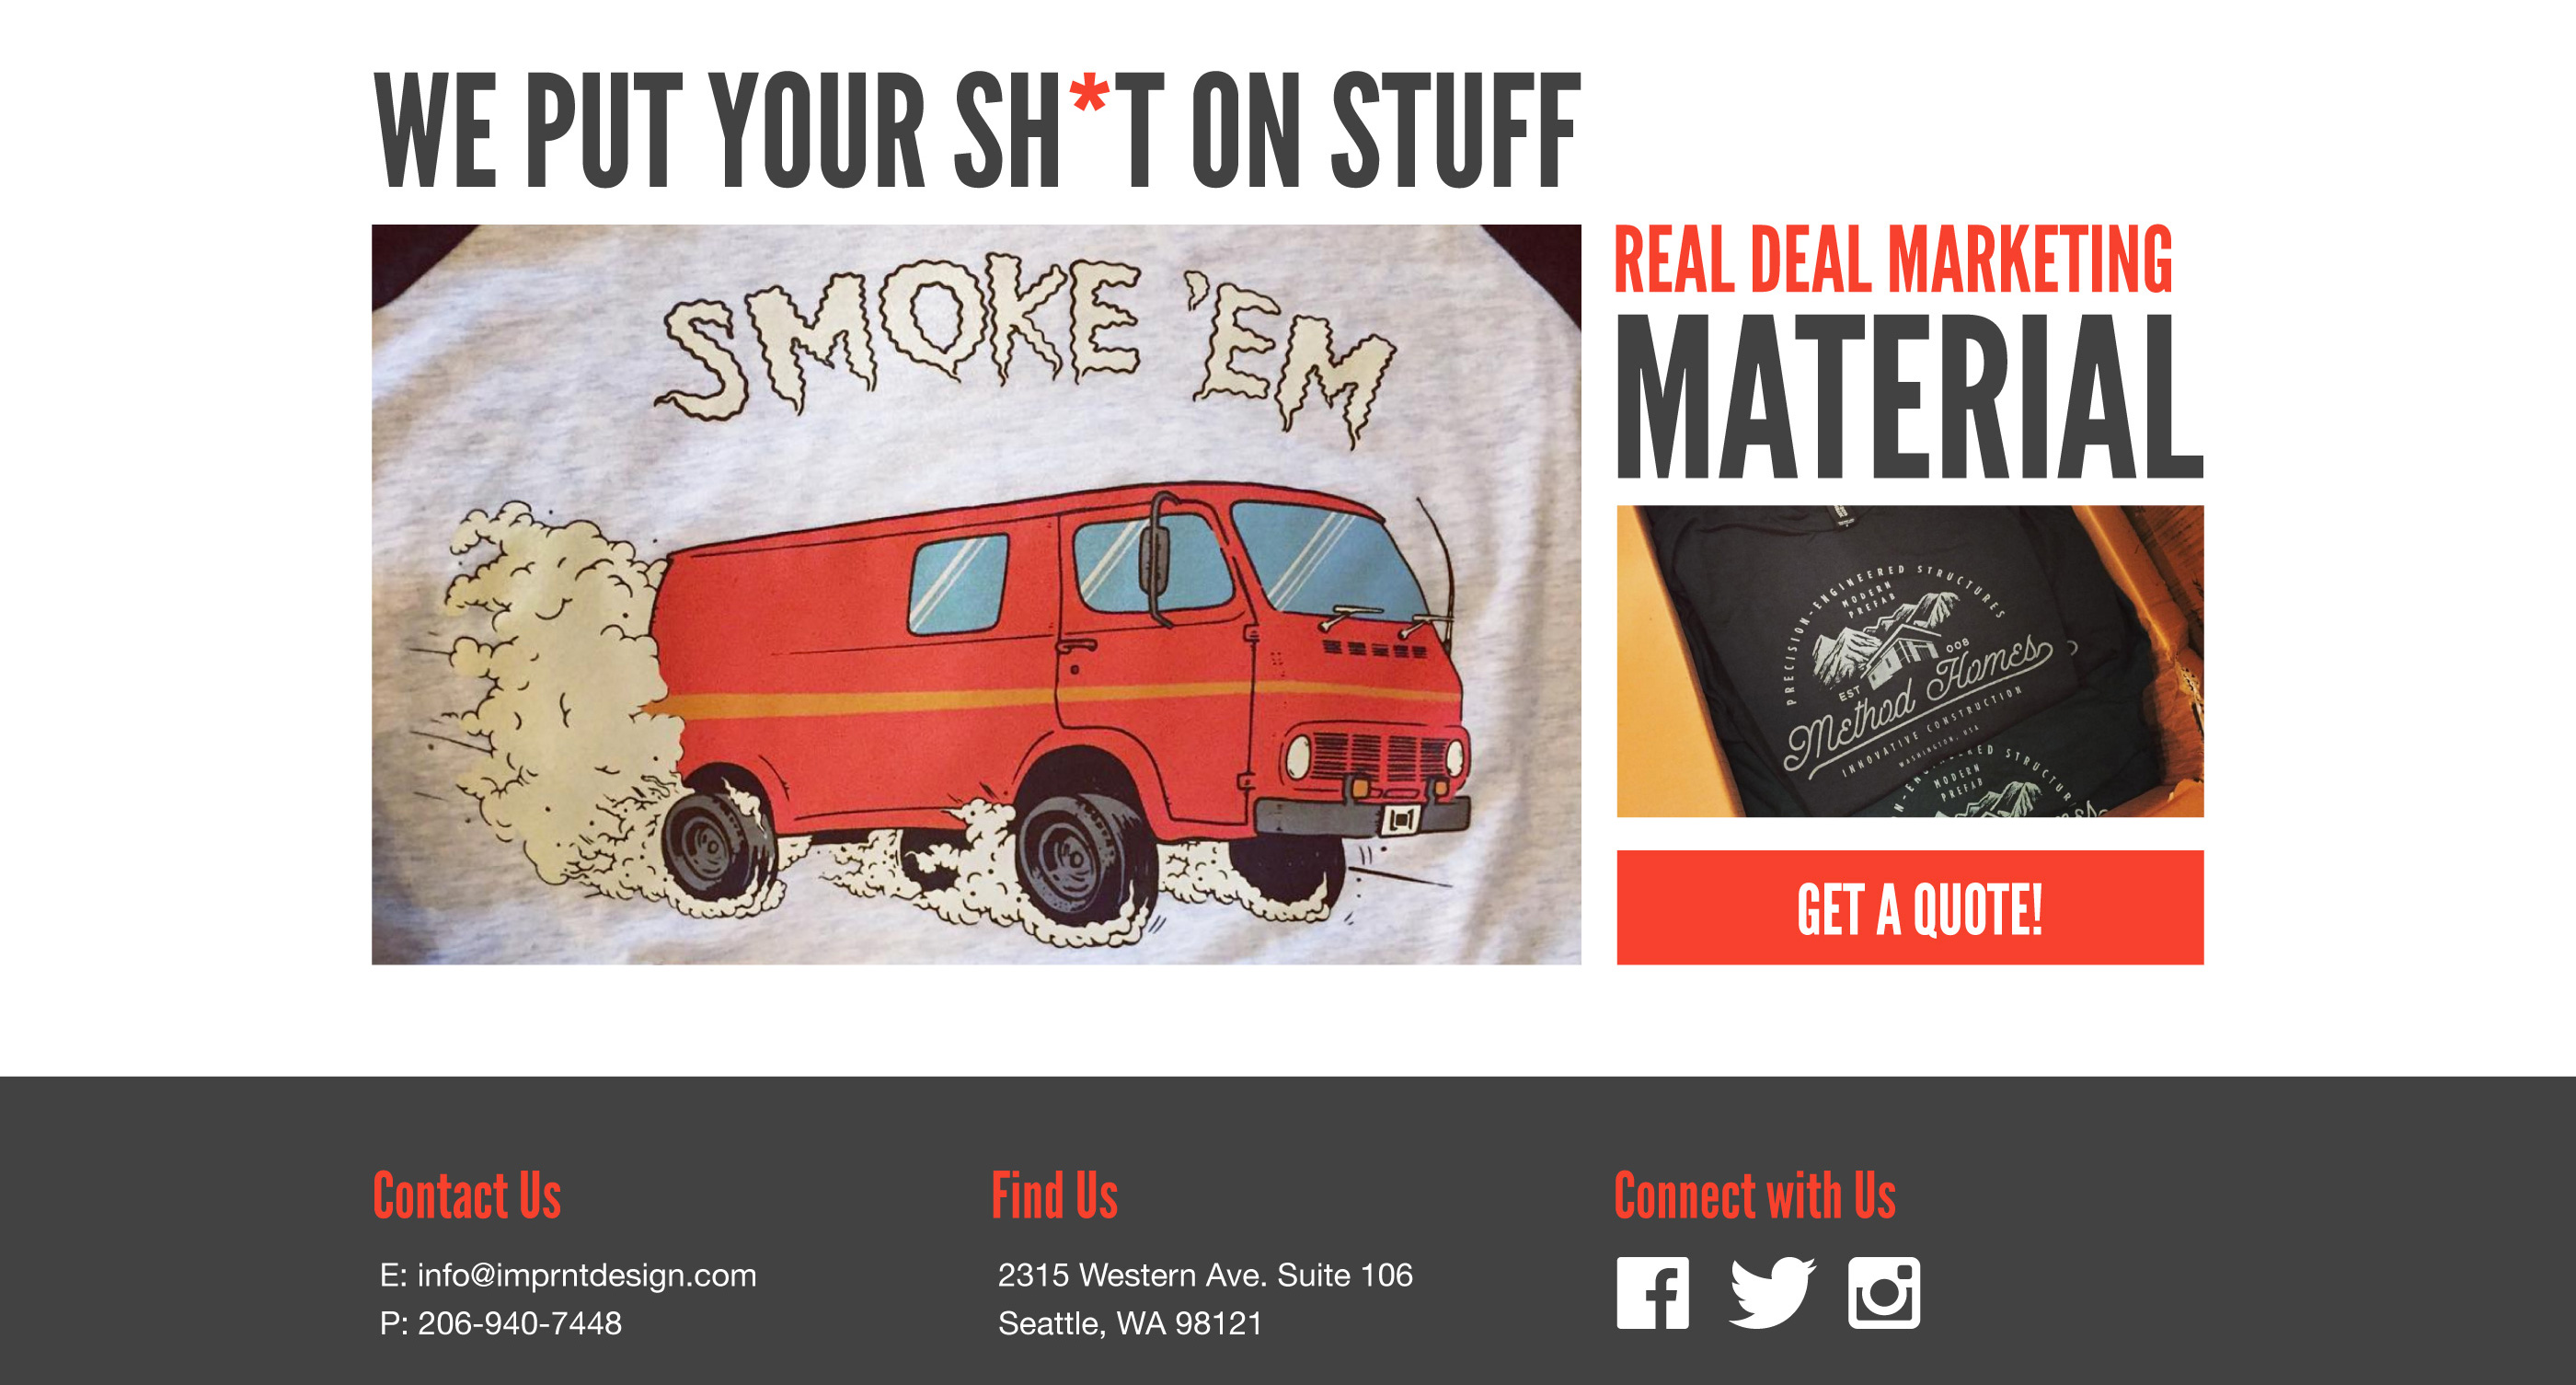 WE PUT YOUR SH*T ON STUFF
SMOKE 'EM
REAL DEAL MARKETING
MATERIAL
PRECISION-ENGINEERED STRUCTURES
MODERN
PREFAB
EST 008
Method Homes
INNOVATIVE CONSTRUCTION
WASHINGTON, USA
MODERN
PREFAB
GET A QUOTE!
Contact Us
E: info@imprntdesign.com
P: 206-940-7448
Find Us
2315 Western Ave. Suite 106
Seattle, WA 98121
Connect with Us